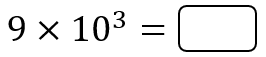 9 × 10³ =